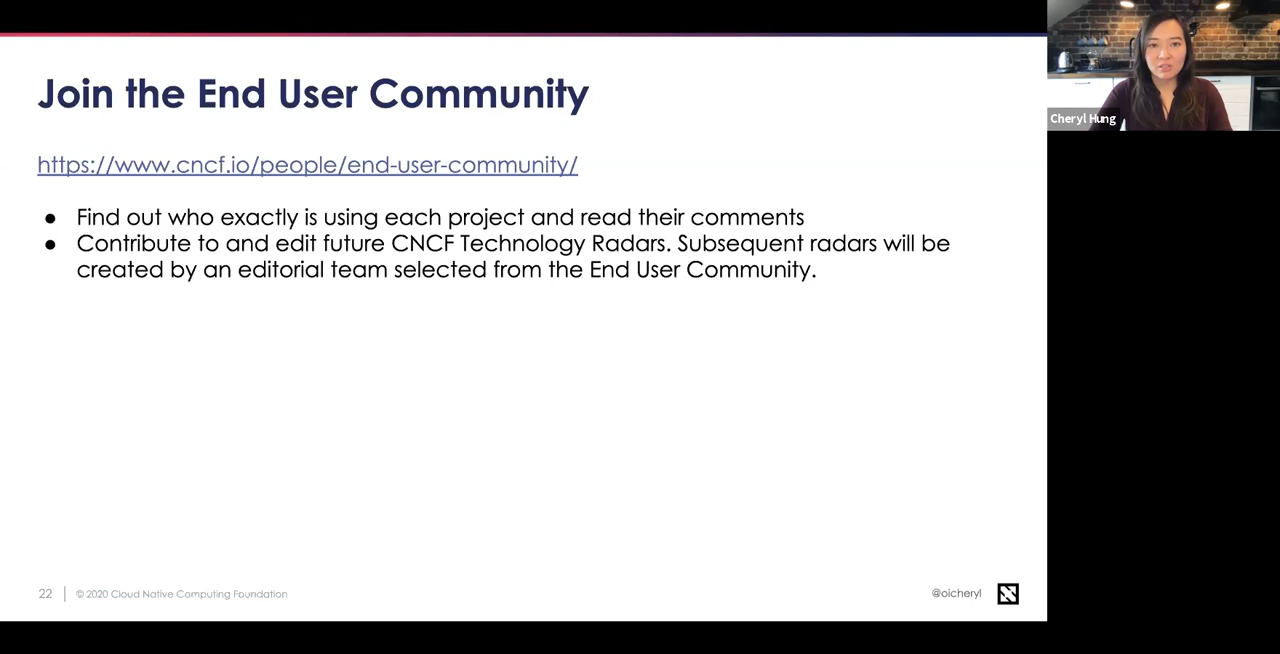 Join the End User Community
https://www.cncf.io/people/end-user-community/
● Find out who exactly is using each project and read their comments
● Contribute to and edit future CNCF Technology Radars. Subsequent radars will be
created by an editorial team selected from the End User Community.
22 | © 2020 Cloud Native Computing Foundation
@oicheryl
Cheryl Hung